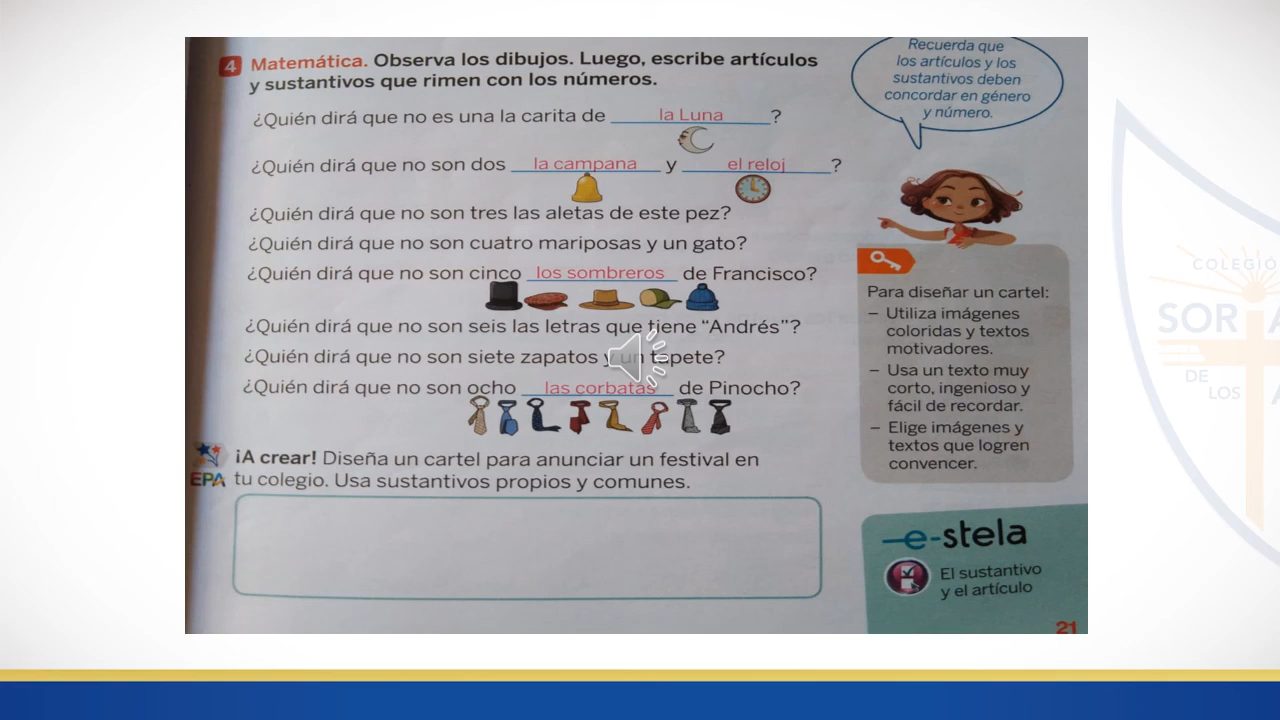 4 Matemática. Observa los dibujos. Luego, escribe artículos
y sustantivos que rimen con los números.
¿Quién dirá que no es una la carita de la Luna?
¿Quién dirá que no son dos la campana y el reloj?
¿Quién dirá que no son tres las aletas de este pez?
¿Quién dirá que no son cuatro mariposas y un gato?
¿Quién dirá que no son cinco los sombreros de Francisco?
¿Quién dirá que no son seis las letras que tiene “Andrés”?
¿Quién dirá que no son siete zapatos y un tapete?
¿Quién dirá que no son ocho las corbatas de Pinocho?
¡A crear! Diseña un cartel para anunciar un festival en
EPA tu colegio. Usa sustantivos propios y comunes.
Recuerda que
los artículos y los
sustantivos deben
concordar en género
y número.
Para diseñar un cartel:
– Utiliza imágenes
coloridas y textos
motivadores.
– Usa un texto muy
corto, ingenioso y
fácil de recordar.
– Elige imágenes y
textos que logren
convencer.
e-stela
El sustantivo
y el artículo
21
COLEGIO
SOR
DE
LOS